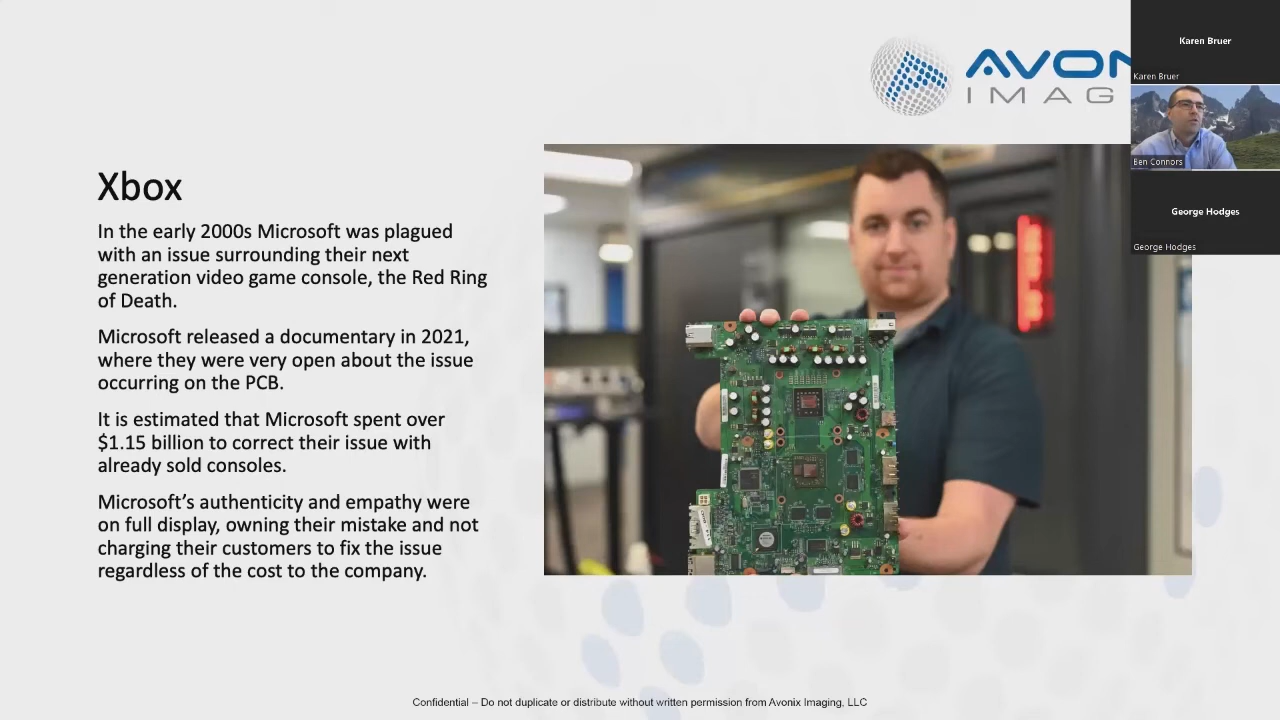 AVON
IMAG
Karen Bruer
Karen Bruer
Ben Connors
George Hodges
George Hodges
Xbox
In the early 2000s Microsoft was plagued
with an issue surrounding their next
generation video game console, the Red Ring
of Death.
Microsoft released a documentary in 2021,
where they were very open about the issue
occurring on the PCB.
It is estimated that Microsoft spent over
$1.15 billion to correct their issue with
already sold consoles.
Microsoft’s authenticity and empathy were
on full display, owning their mistake and not
charging their customers to fix the issue
regardless of the cost to the company.
Confidential – Do not duplicate or distribute without written permission from Avonix Imaging, LLC